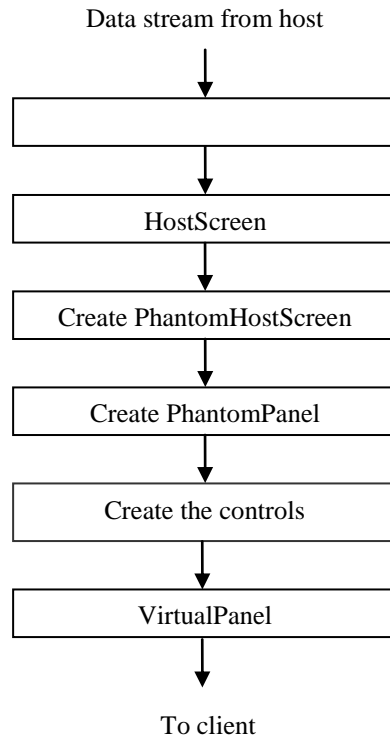 Data stream from host
HostScreen
Create PhantomHostScreen
Create PhantomPanel
Create the controls
VirtualPanel
To client